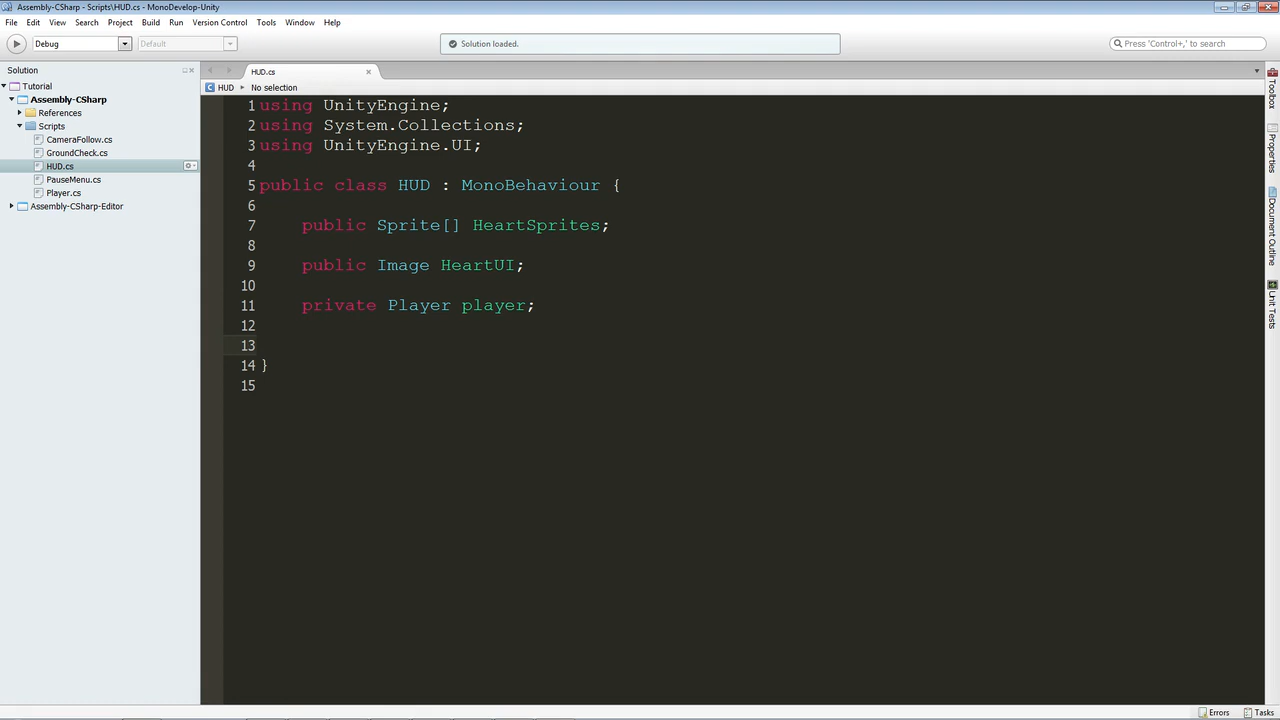 Assembly-CSharp - Scripts\HUD.cs - MonoDevelop-Unity
File Edit View Search Project Build Run Version Control Tools Window Help
Debug Default Solution loaded. Press 'Control+,' to search
Solution
Tutorial
Assembly-CSharp
References
Scripts
CameraFollow.cs
GroundCheck.cs
HUD.cs
PauseMenu.cs
Player.cs
Assembly-CSharp-Editor
HUD.cs
HUD No selection
1 using UnityEngine;
2 using System.Collections;
3 using UnityEngine.UI;
4
5 public class HUD : MonoBehaviour {
6
7 public Sprite[] HeartSprites;
8
9 public Image HeartUI;
10
11 private Player player;
12
13
14 }
15
Toolbox
Properties
Document Outline
Unit Tests
Errors Tasks